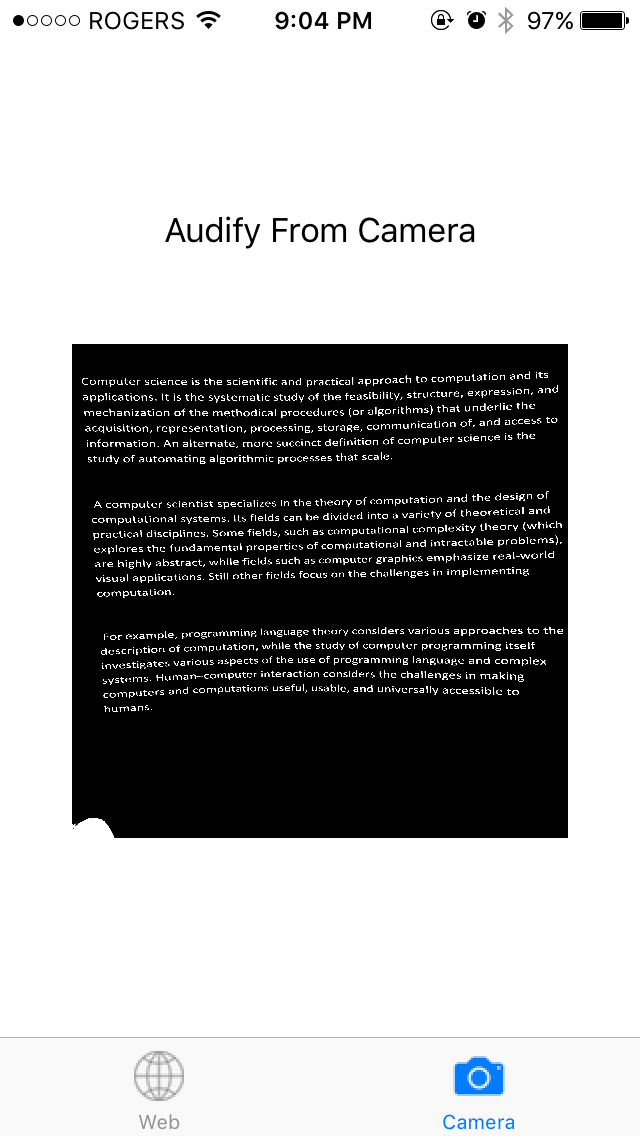 ROGERS 9:04 PM 97%
Audify From Camera
Computer science is the scientific and practical approach to computation and its
applications. It is the systematic study of the feasibility, structure, expression, and
mechanization of the methodical procedures (or algorithms) that underlie the
acquisition, representation, processing, storage, communication of, and access to
information. An alternate, more succinct definition of computer science is the
study of automating algorithmic processes that scale.
A computer scientist specializes in the theory of computation and the design of
computational systems. Its fields can be divided into a variety of theoretical and
practical disciplines. Some fields, such as computational complexity theory (which
explores the fundamental properties of computational and intractable problems),
are highly abstract, while fields such as computer graphics emphasize real-world
visual applications. Still other fields focus on the challenges in implementing
computation.
For example, programming language theory considers various approaches to the
description of computation, while the study of computer programming itself
investigates various aspects of the use of programming language and complex
systems. Human–computer interaction considers the challenges in making
computers and computations useful, usable, and universally accessible to
humans.
Web Camera